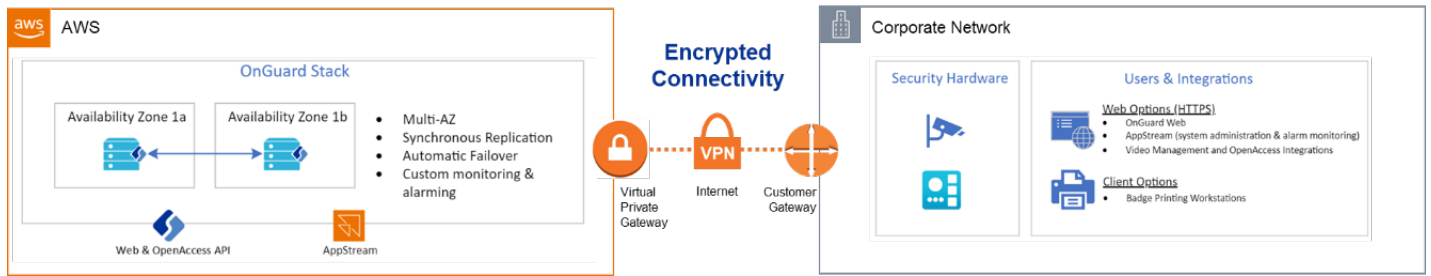 aws
AWS
OnGuard Stack
Availability Zone 1a
Availability Zone 1b
• Multi-AZ
• Synchronous Replication
• Automatic Failover
• Custom monitoring &
alarming
Web & OpenAccess API
AppStream
Encrypted
Connectivity
VPN
Virtual
Private
Gateway
Internet
Customer
Gateway
Corporate Network
Security Hardware
Users & Integrations
Web Options (HTTPS)
• OnGuard Web
• AppStream (system administration & alarm monitoring)
• Video Management and OpenAccess Integrations
Client Options
• Badge Printing Workstations